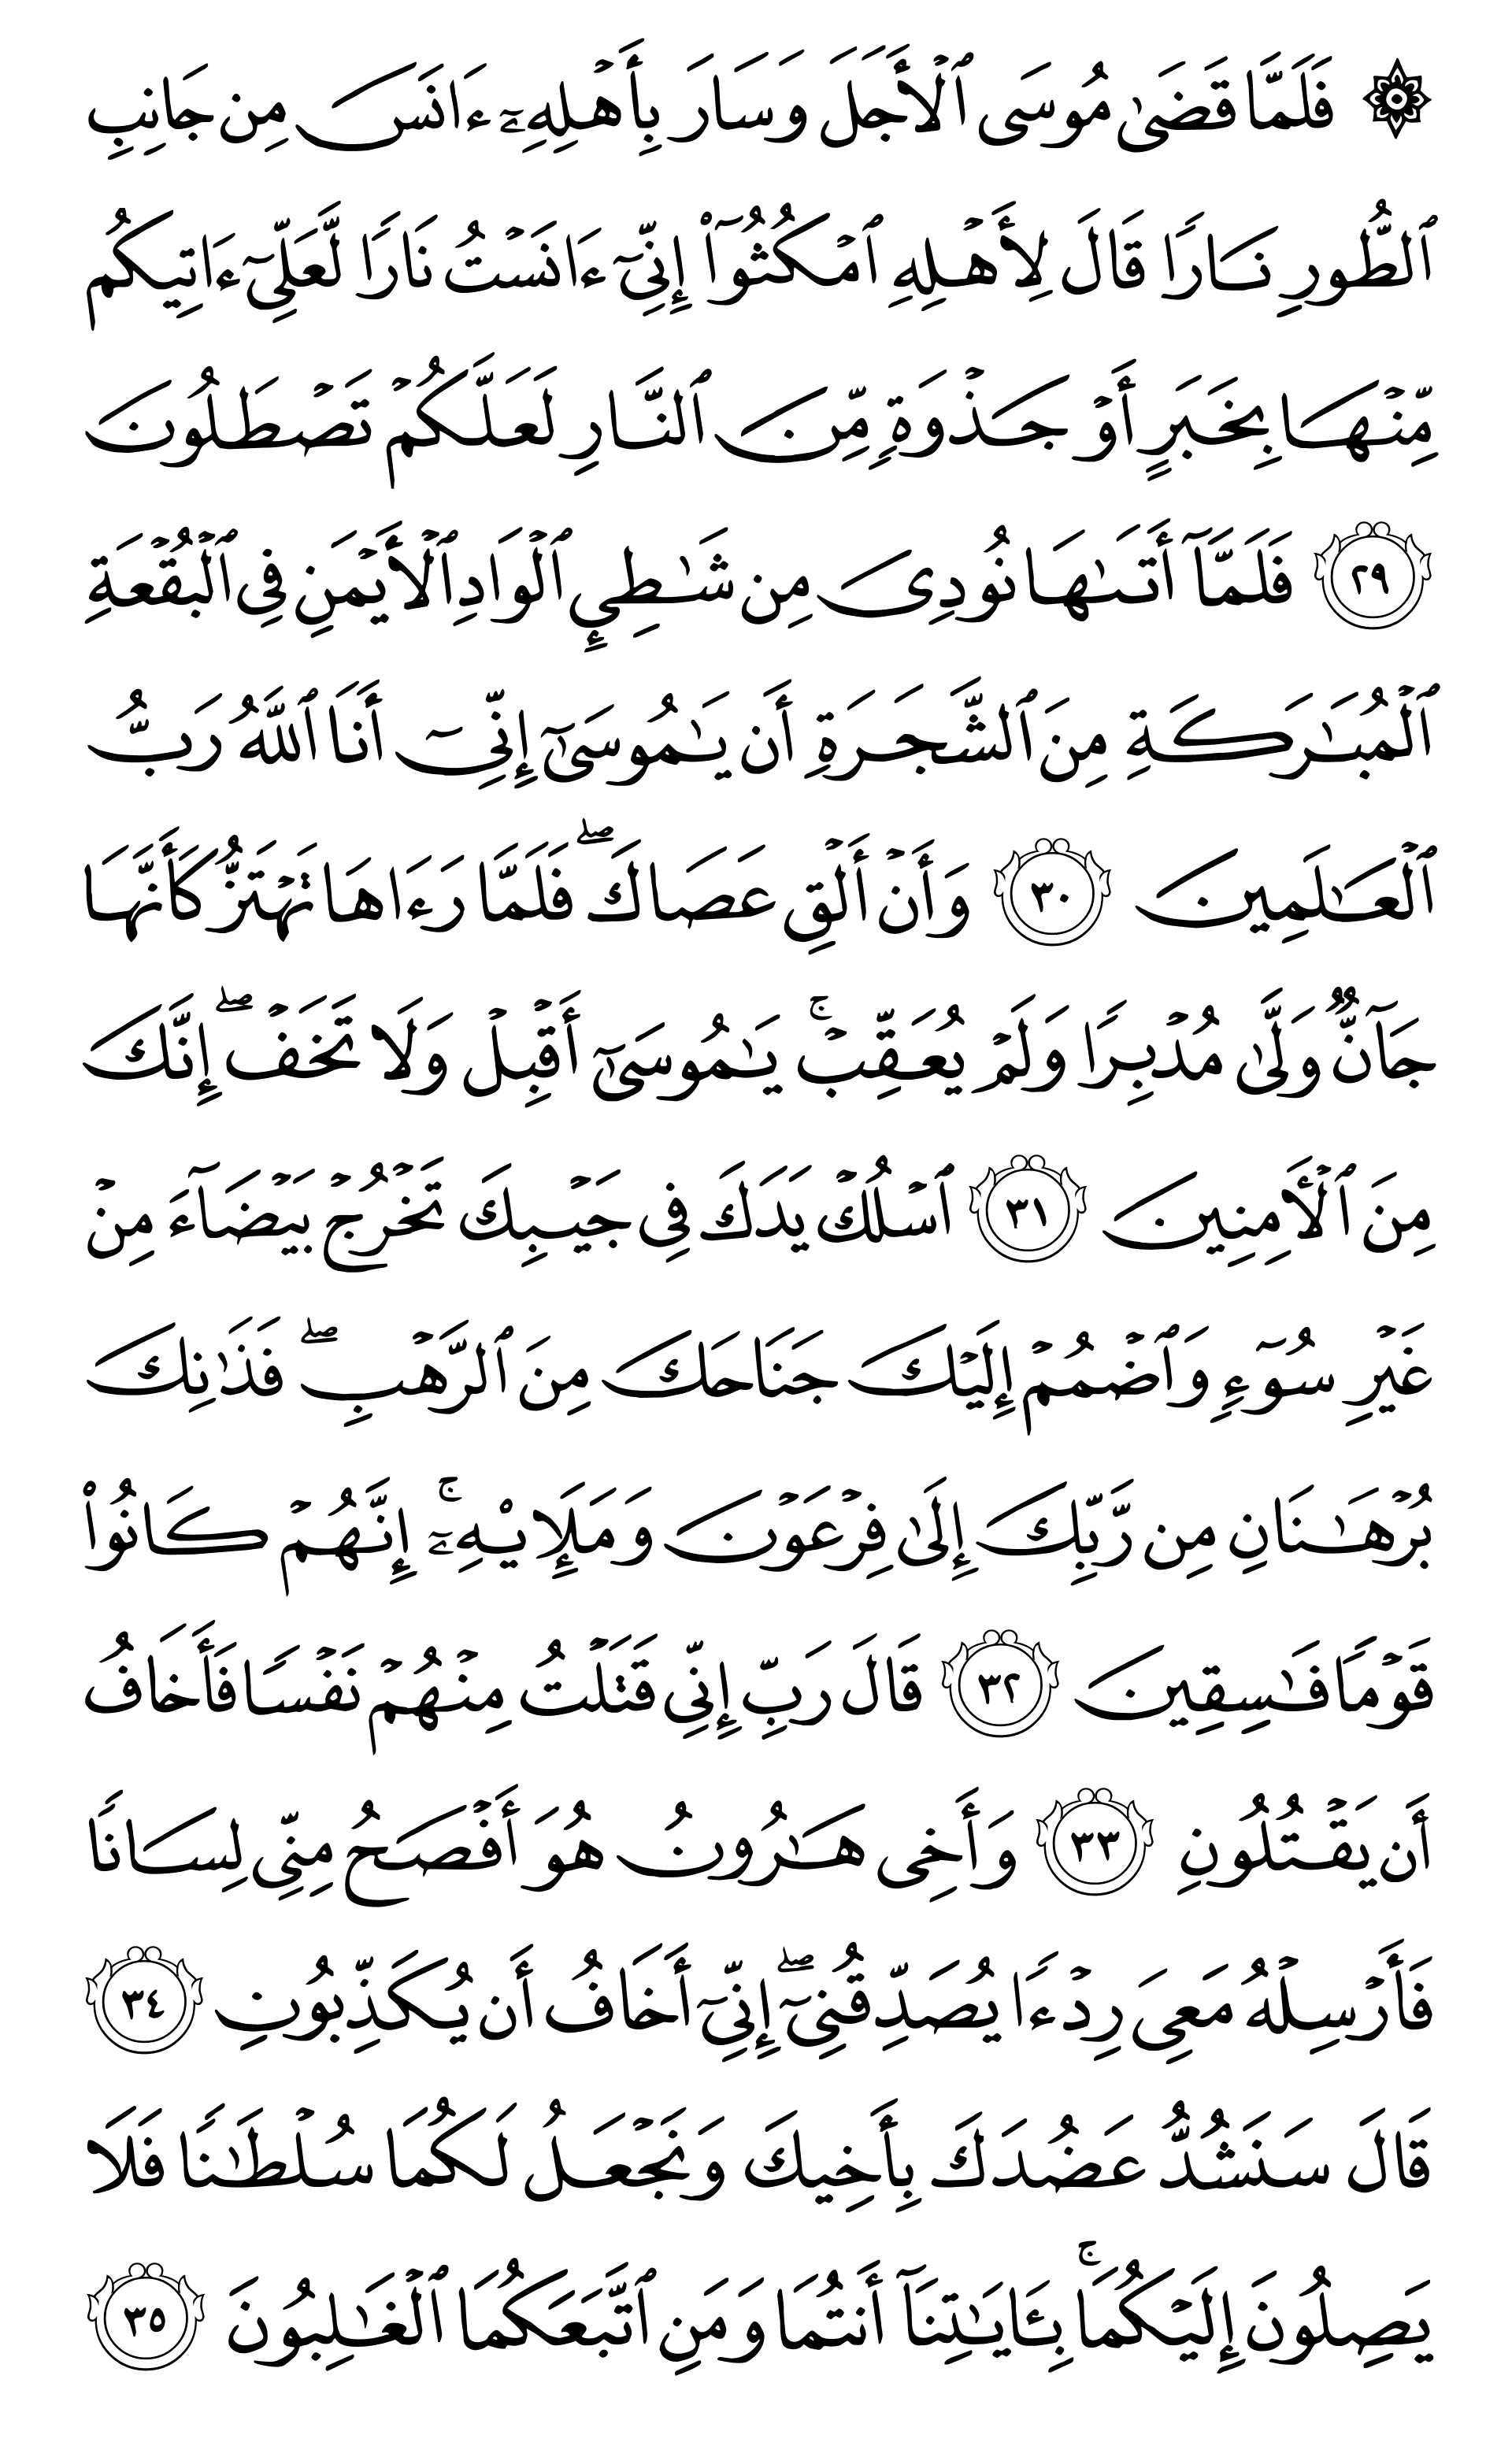 ۞ فَلَمَّا قَضَىٰ مُوسَى ٱلۡأَجَلَ وَسَارَ بِأَهۡلِهِۦٓ ءَانَسَ مِن جَانِبِ
ٱلطُّورِ نَارًا قَالَ لِأَهۡلِهِ ٱمۡكُثُوٓاْ إِنِّيٓ ءَانَسۡتُ نَارًا لَّعَلِّيٓ ءَاتِيكُم
مِّنۡهَا بِخَبَرٍ أَوۡ جَذۡوَةٍ مِّنَ ٱلنَّارِ لَعَلَّكُمۡ تَصۡطَلُونَ
٢٩ فَلَمَّآ أَتَىٰهَا نُودِيَ مِن شَٰطِيِٕ ٱلۡوَادِ ٱلۡأَيۡمَنِ فِي ٱلۡبُقۡعَةِ
ٱلۡمُبَٰرَكَةِ مِنَ ٱلشَّجَرَةِ أَن يَٰمُوسَىٰٓ إِنِّيٓ أَنَا ٱللَّهُ رَبُّ
ٱلۡعَٰلَمِينَ ٣٠ وَأَنۡ أَلۡقِ عَصَاكَۖ فَلَمَّا رَءَاهَا تَهۡتَزُّ كَأَنَّهَا
جَآنٌّ وَلَّىٰ مُدۡبِرًا وَلَمۡ يُعَقِّبۡۚ يَٰمُوسَىٰٓ أَقۡبِلۡ وَلَا تَخَفۡۖ إِنَّكَ
مِنَ ٱلۡأٓمِنِينَ ٣١ ٱسۡلُكۡ يَدَكَ فِي جَيۡبِكَ تَخۡرُجۡ بَيۡضَآءَ مِنۡ
غَيۡرِ سُوٓءٍ وَٱضۡمُمۡ إِلَيۡكَ جَنَاحَكَ مِنَ ٱلرَّهۡبِۖ فَذَٰنِكَ
بُرۡهَٰنَانِ مِن رَّبِّكَ إِلَىٰ فِرۡعَوۡنَ وَمَلَإِيْهِۦٓۚ إِنَّهُمۡ كَانُواْ
قَوۡمًا فَٰسِقِينَ ٣٢ قَالَ رَبِّ إِنِّي قَتَلۡتُ مِنۡهُمۡ نَفۡسًا فَأَخَافُ
أَن يَقۡتُلُونِ ٣٣ وَأَخِي هَٰرُونُ هُوَ أَفۡصَحُ مِنِّي لِسَانًا
فَأَرۡسِلۡهُ مَعِيَ رِدۡءًا يُصَدِّقُنِيٓۖ إِنِّيٓ أَخَافُ أَن يُكَذِّبُونِ ٣٤
قَالَ سَنَشُدُّ عَضُدَكَ بِأَخِيكَ وَنَجۡعَلُ لَكُمَا سُلۡطَٰنًا فَلَا
يَصِلُونَ إِلَيۡكُمَاۚ بِـَٔايَٰتِنَآ أَنتُمَا وَمَنِ ٱتَّبَعَكُمَا ٱلۡغَٰلِبُونَ ٣٥